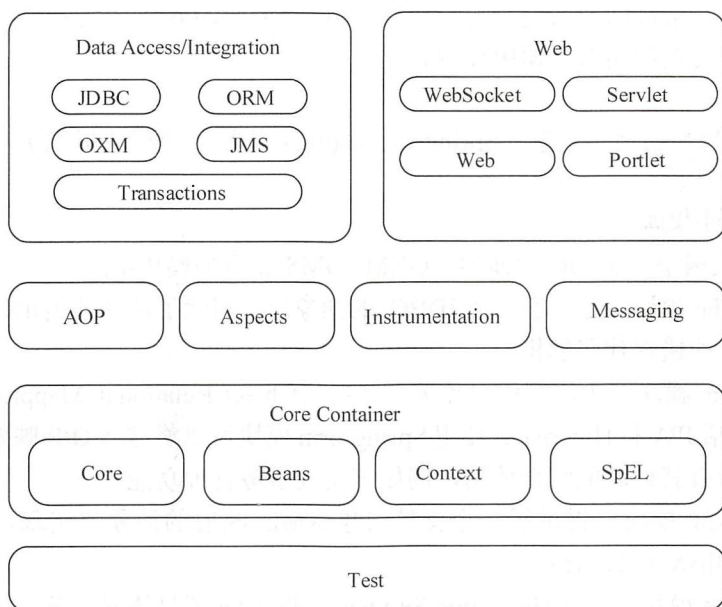 Data Access/Integration
JDBC
ORM
OXM
JMS
Transactions
Web
WebSocket
Servlet
Web
Portlet
AOP
Aspects
Instrumentation
Messaging
Core Container
Core
Beans
Context
SpEL
Test